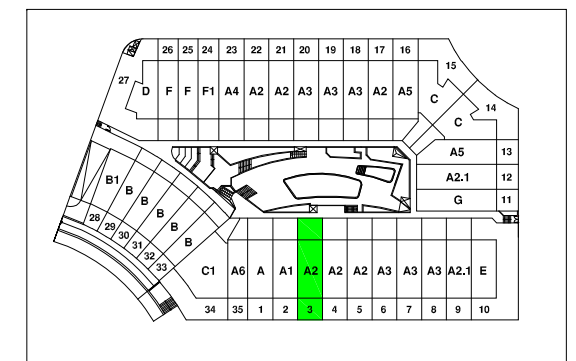 26 25 24 23 22 21 20 19 18 17 16
15
27
14
D F F F1 A4 A2 A2 A3 A3 A2 A5
C
C
A5 13
A2.1 12
G 11
B1
B
B
B
B
B
28
29
30
31
32
33
C1 A6 A A1 A2 A2 A2 A3 A3 A3 A2.1 E
34 35 1 2 3 4 5 6 7 8 9 10